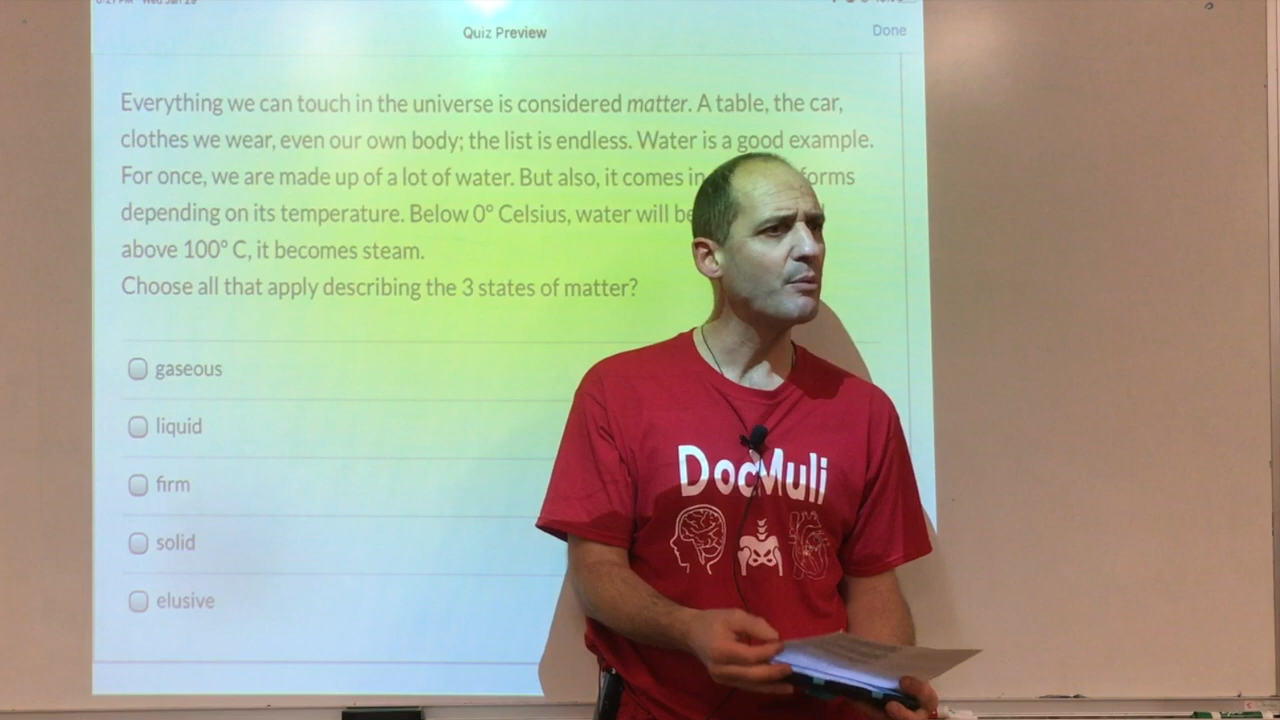 Quiz Preview
Done
Everything we can touch in the universe is considered matter. A table, the car,
clothes we wear, even our own body; the list is endless. Water is a good example.
For once, we are made up of a lot of water. But also, it comes in forms
depending on its temperature. Below 0° Celsius, water will be
above 100° C, it becomes steam.
Choose all that apply describing the 3 states of matter?
gaseous
liquid
firm
solid
elusive
DocMuli